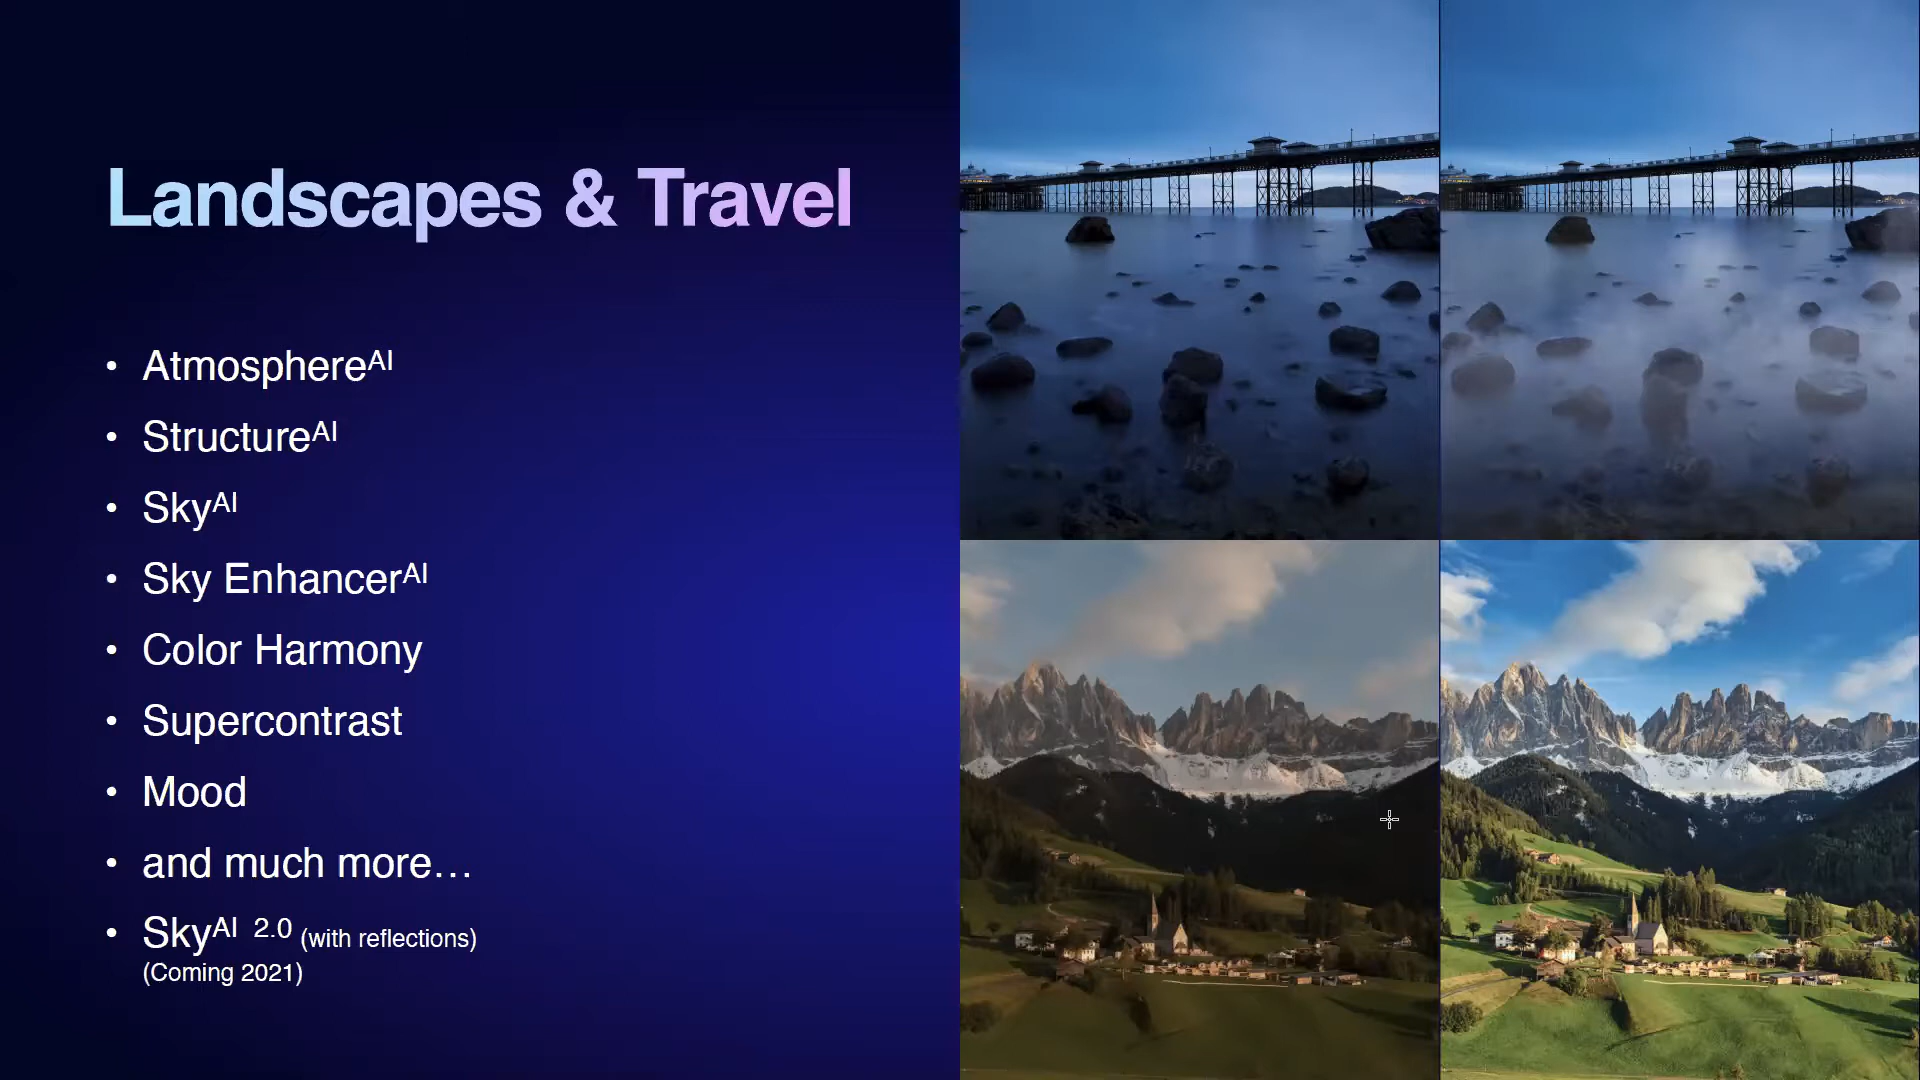 Landscapes & Travel
• Atmosphereᴬᴵ
• Structureᴬᴵ
• Skyᴬᴵ
• Sky Enhancerᴬᴵ
• Color Harmony
• Supercontrast
• Mood
• and much more…
• Skyᴬᴵ 2.0 (with reflections)
(Coming 2021)